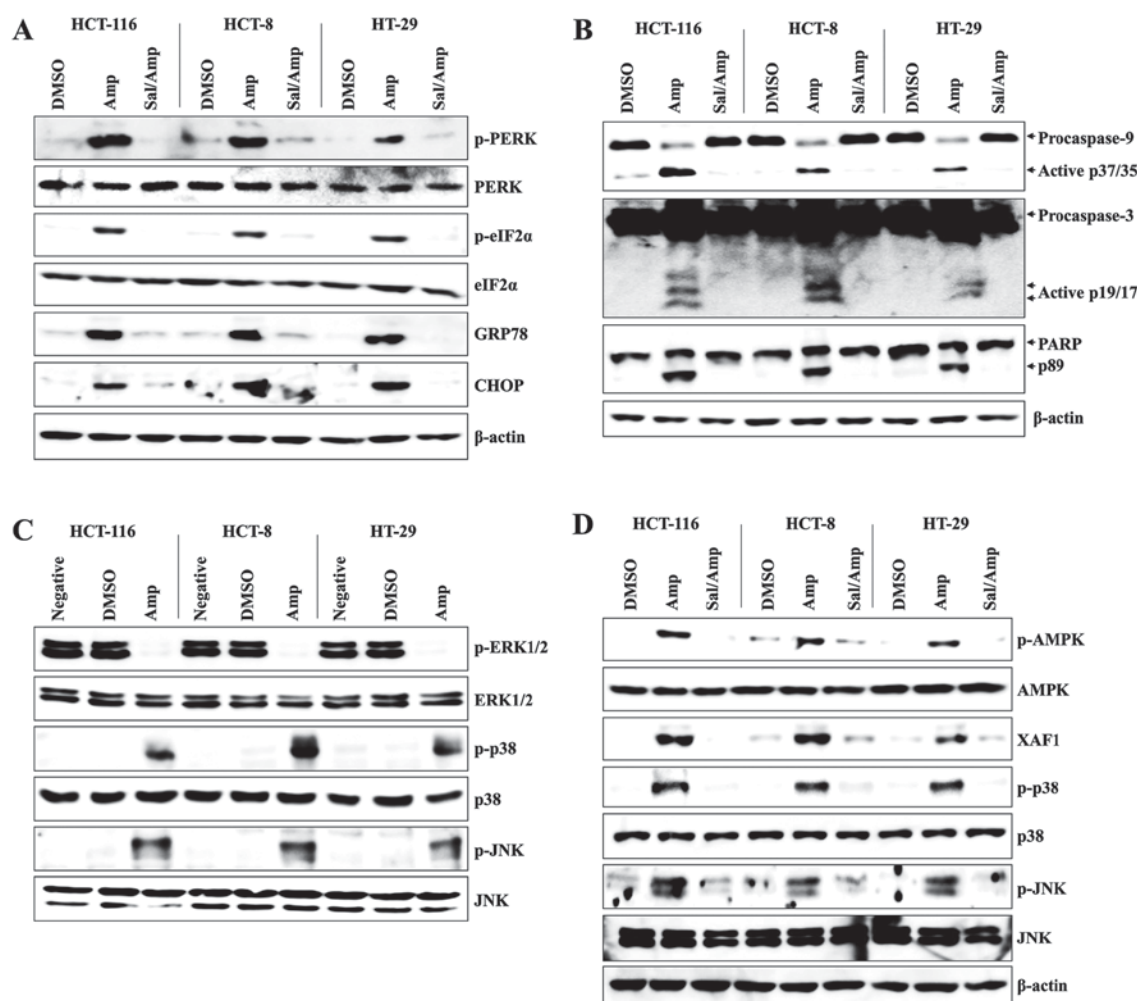 A
HCT-116 HCT-8 HT-29
DMSO Amp Sal/Amp DMSO Amp Sal/Amp DMSO Amp Sal/Amp
p-PERK
PERK
p-eIF2α
eIF2α
GRP78
CHOP
β-actin
B
HCT-116 HCT-8 HT-29
DMSO Amp Sal/Amp DMSO Amp Sal/Amp DMSO Amp Sal/Amp
Procaspase-9
Active p37/35
Procaspase-3
Active p19/17
PARP
p89
β-actin
C
HCT-116 HCT-8 HT-29
Negative DMSO Amp Negative DMSO Amp Negative DMSO Amp
p-ERK1/2
ERK1/2
p-p38
p38
p-JNK
JNK
D
HCT-116 HCT-8 HT-29
DMSO Amp Sal/Amp DMSO Amp Sal/Amp DMSO Amp Sal/Amp
p-AMPK
AMPK
XAF1
p-p38
p38
p-JNK
JNK
β-actin